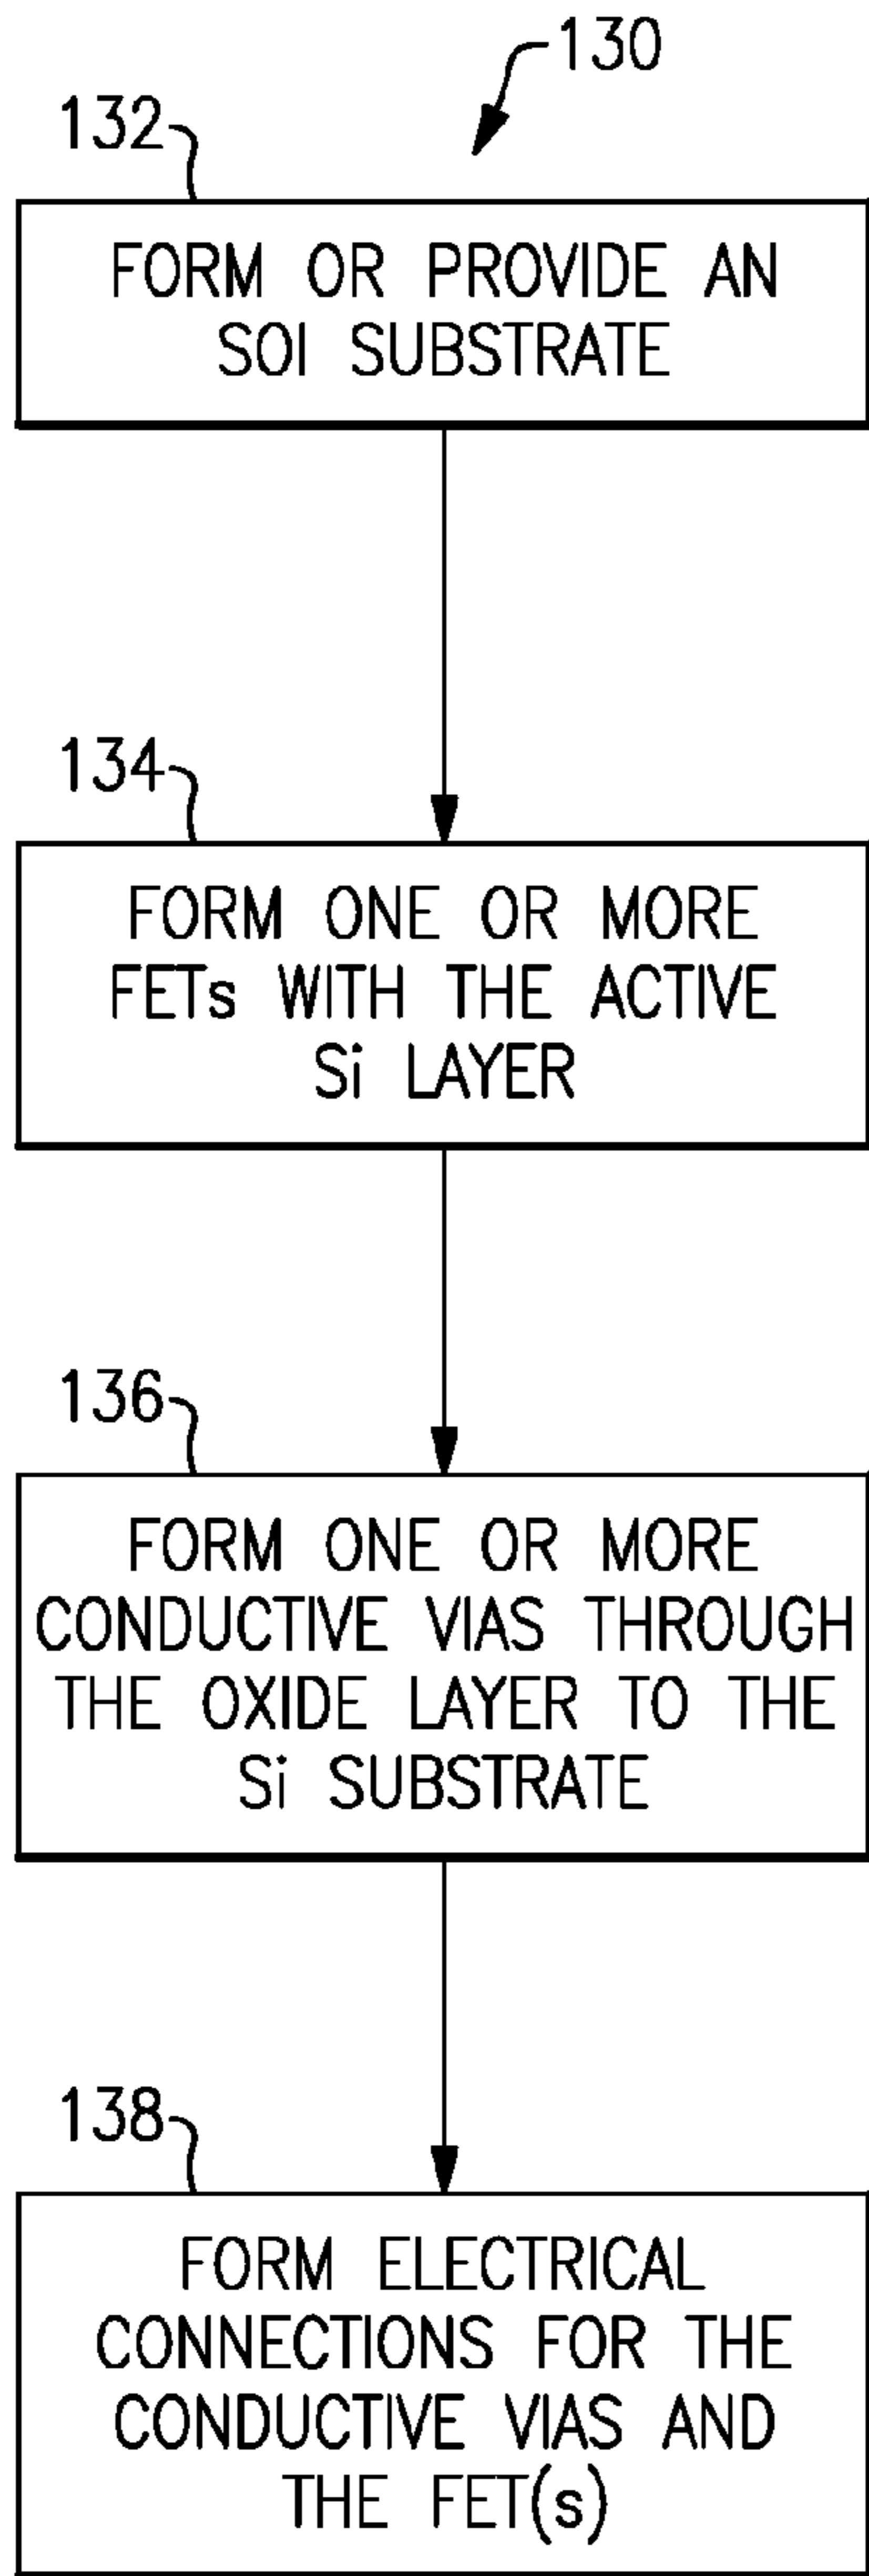 130
132
FORM OR PROVIDE AN
SOI SUBSTRATE
134
FORM ONE OR MORE
FETs WITH THE ACTIVE
Si LAYER
136
FORM ONE OR MORE
CONDUCTIVE VIAS THROUGH
THE OXIDE LAYER TO THE
Si SUBSTRATE
138
FORM ELECTRICAL
CONNECTIONS FOR THE
CONDUCTIVE VIAS AND
THE FET(s)